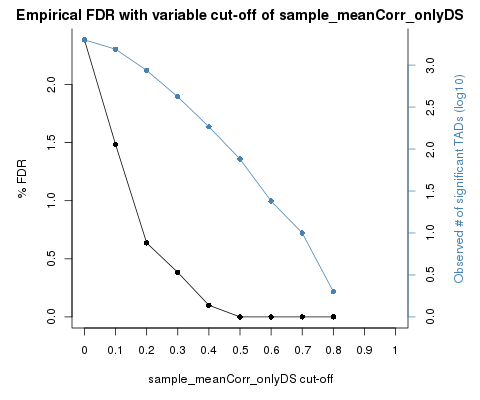 Empirical FDR with variable cut-off of sample_meanCorr_onlyDS
% FDR
2.0
1.5
1.0
0.5
0.0
3.0
2.5
2.0
1.5
1.0
0.5
0.0
Observed # of significant TADs (log10)
0 0.1 0.2 0.3 0.4 0.5 0.6 0.7 0.8 0.9 1
sample_meanCorr_onlyDS cut-off